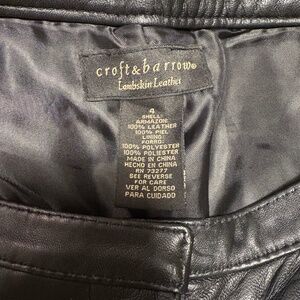 croft & barrow®
Lambskin Leather
4
SHELL:
ARMAZON:
100% LEATHER
100% PIEL
LINING:
FORRO:
100% POLYESTER
100% POLIESTER
MADE IN CHINA
HECHO EN CHINA
RN 73277
SEE REVERSE
FOR CARE
VER AL DORSO
PARA CUIDADO